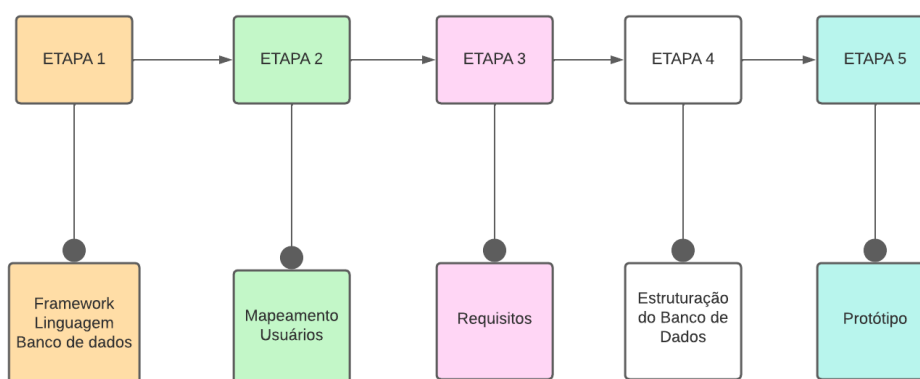 ETAPA 1
ETAPA 2
ETAPA 3
ETAPA 4
ETAPA 5
Framework
Linguagem
Banco de dados
Mapeamento
Usuários
Requisitos
Estruturação
do Banco de
Dados
Protótipo